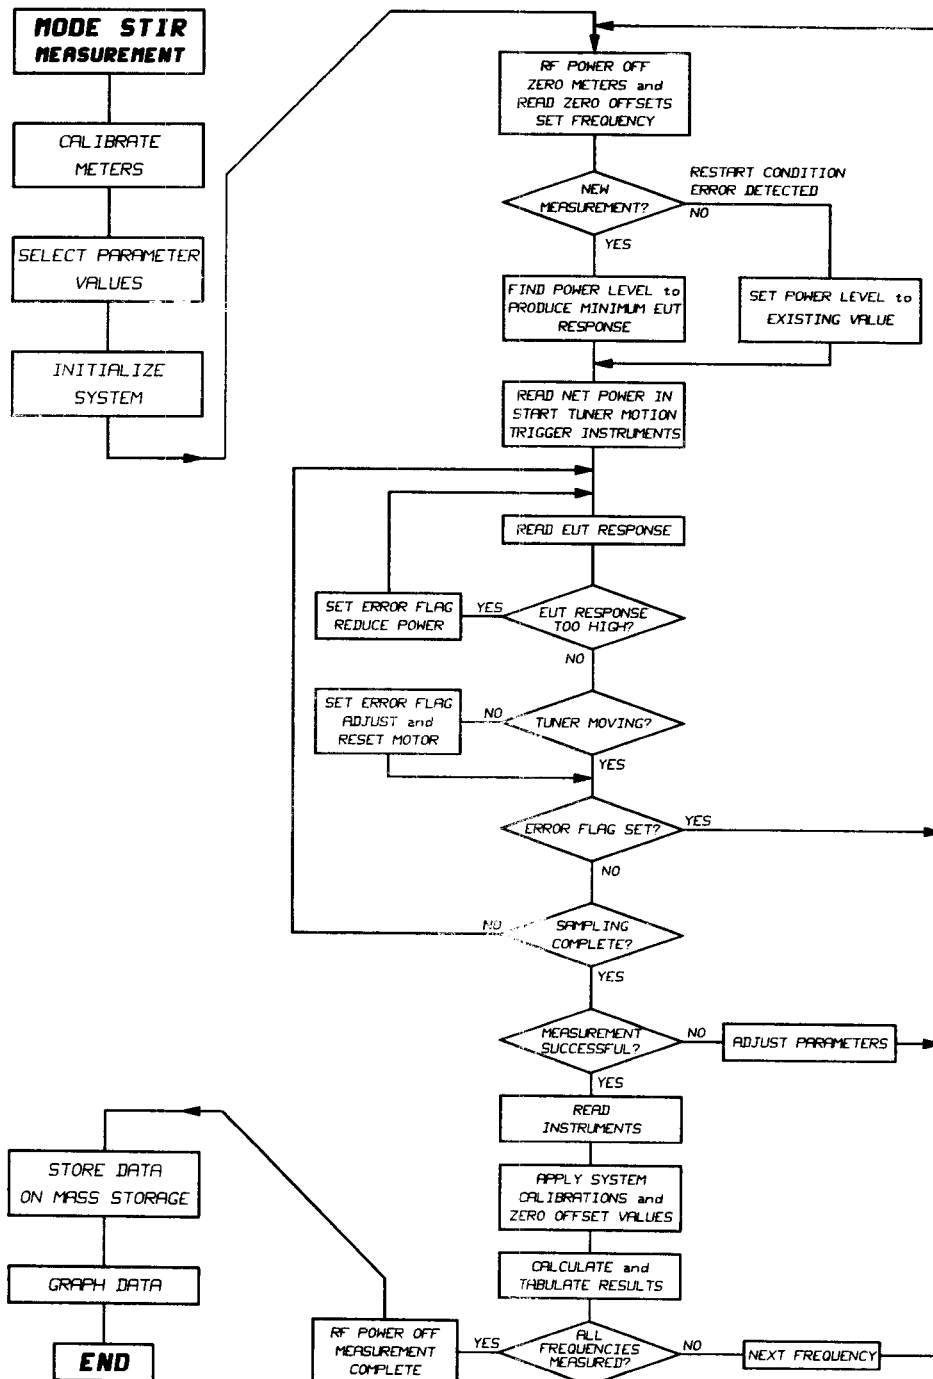 MODE STIR
MEASUREMENT
CALIBRATE
METERS
SELECT PARAMETER
VALUES
INITIALIZE
SYSTEM
RF POWER OFF
ZERO METERS and
READ ZERO OFFSETS
SET FREQUENCY
NEW
MEASUREMENT?
RESTART CONDITION
ERROR DETECTED
NO
YES
FIND POWER LEVEL to
PRODUCE MINIMUM EUT
RESPONSE
SET POWER LEVEL to
EXISTING VALUE
READ NET POWER IN
START TUNER MOTION
TRIGGER INSTRUMENTS
READ EUT RESPONSE
EUT RESPONSE
TOO HIGH?
YES
SET ERROR FLAG
REDUCE POWER
NO
TUNER MOVING?
NO
SET ERROR FLAG
ADJUST and
RESET MOTOR
YES
ERROR FLAG SET?
YES
NO
SAMPLING
COMPLETE?
NO
YES
MEASUREMENT
SUCCESSFUL?
NO
ADJUST PARAMETERS
YES
READ
INSTRUMENTS
APPLY SYSTEM
CALIBRATIONS and
ZERO OFFSET VALUES
CALCULATE and
TABULATE RESULTS
ALL
FREQUENCIES
MEASURED?
NO
NEXT FREQUENCY
YES
RF POWER OFF
MEASUREMENT
COMPLETE
STORE DATA
ON MASS STORAGE
GRAPH DATA
END